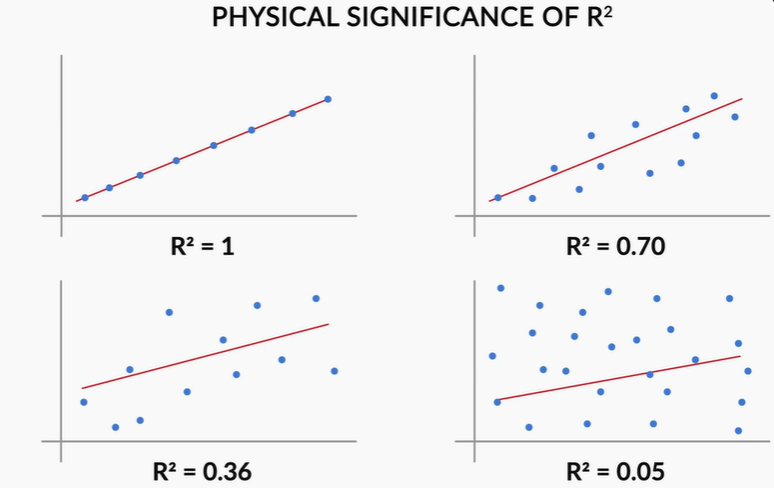 PHYSICAL SIGNIFICANCE OF R²
R² = 1
R² = 0.70
R² = 0.36
R² = 0.05